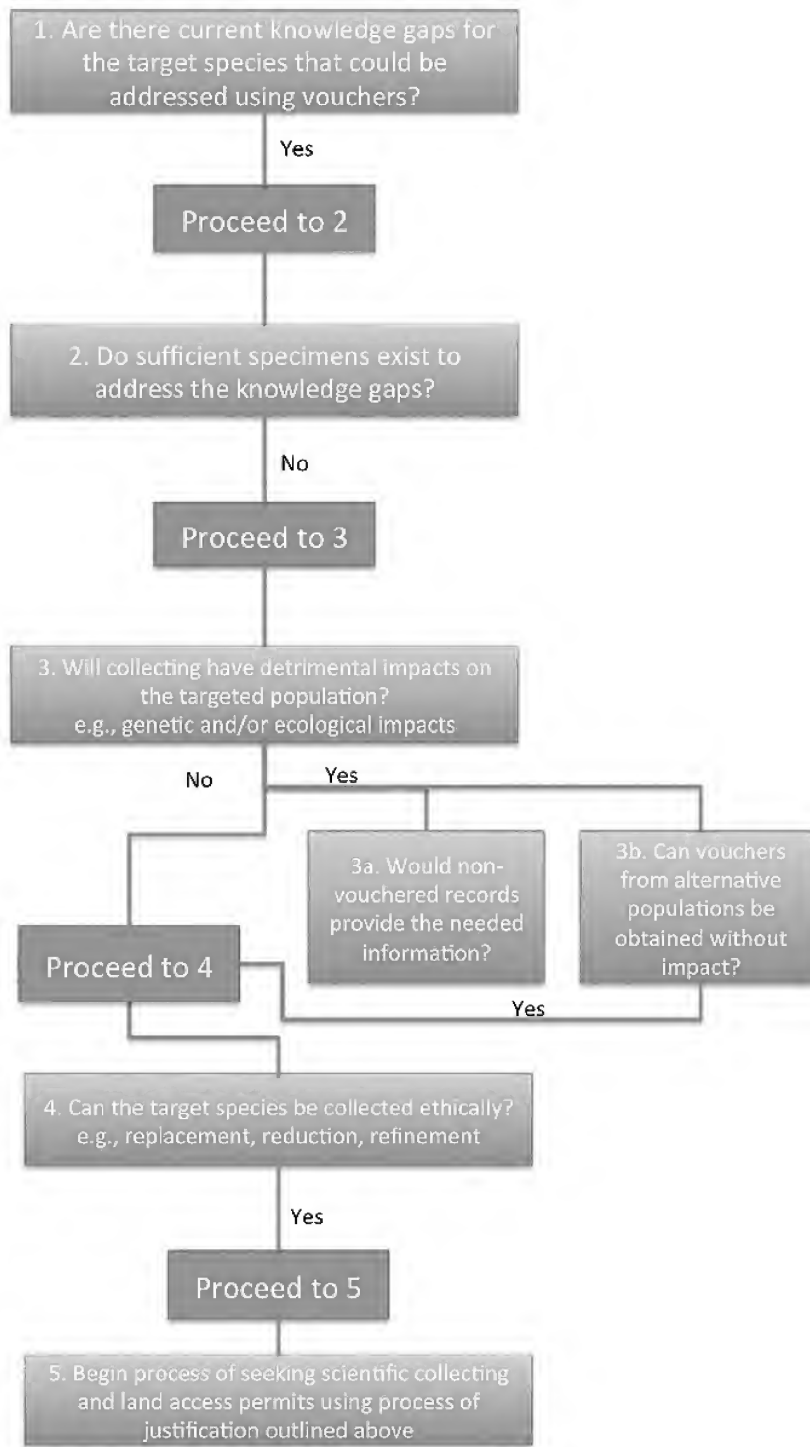 1. Are there current knowledge gaps for
the target species that could be
addressed using vouchers?
Yes
Proceed to 2
2. Do sufficient specimens exist to
address the knowledge gaps?
No
Proceed to 3
3. Will collecting have detrimental impacts on
the targeted population?
e.g., genetic and/or ecological impacts
No
Yes
3a. Would non-
vouchered records
provide the needed
information?
3b. Can vouchers
from alternative
populations be
obtained without
impact?
Proceed to 4
Yes
4. Can the target species be collected ethically?
e.g., replacement, reduction, refinement
Yes
Proceed to 5
5. Begin process of seeking scientific collecting
and land access permits using process of
justification outlined above